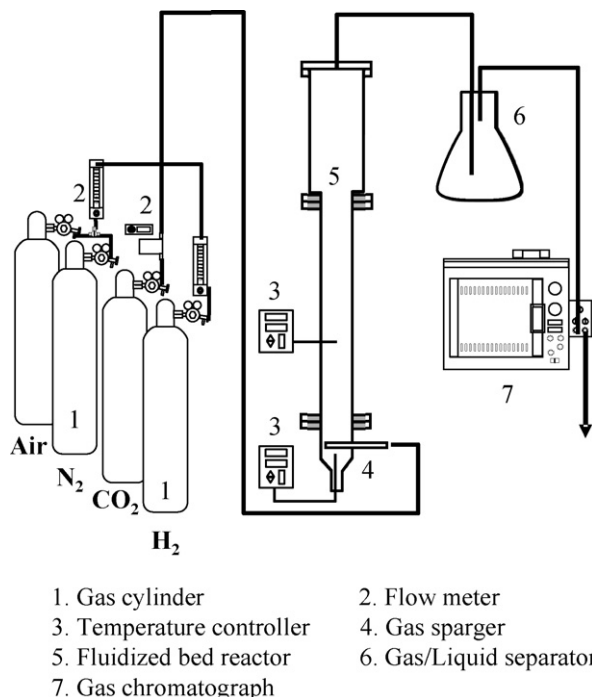 6
2
2
5
3
7
1
Air
3
4
N₂
1
CO₂
H₂
1. Gas cylinder 2. Flow meter
3. Temperature controller 4. Gas sparger
5. Fluidized bed reactor 6. Gas/Liquid separator
7. Gas chromatograph